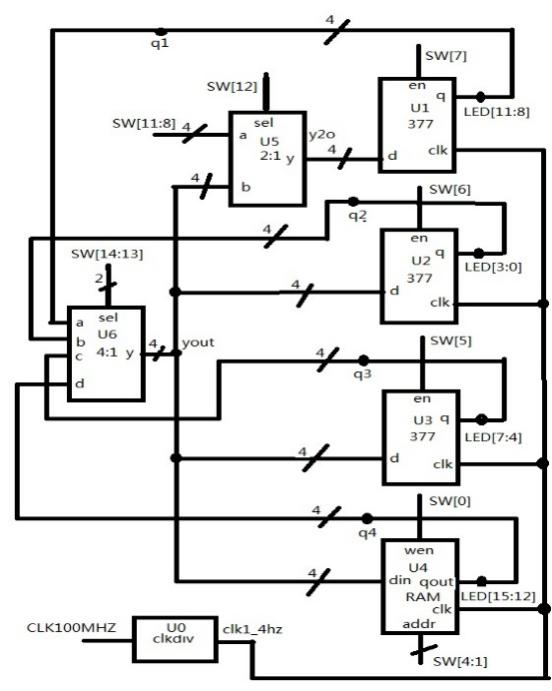 4
q1
SW[7]
en
q
U1
377
LED[11:8]
d
clk
SW[12]
SW[11:8]
4
sel
a
U5
2:1
y
b
y2o
4
4
SW[6]
q2
4
en
q
U2
377
LED[3:0]
4
d
clk
SW[14:13]
2
sel
a
U6
b
4:1
y
c
d
4
yout
SW[5]
4
q3
en
U3
q
377
LED[7:4]
4
d
clk
SW[0]
4
q4
wen
U4
4
din
qout
RAM
LED[15:12]
clk
addr
SW[4:1]
CLK100MHZ
U0
clkdiv
clk1_4hz